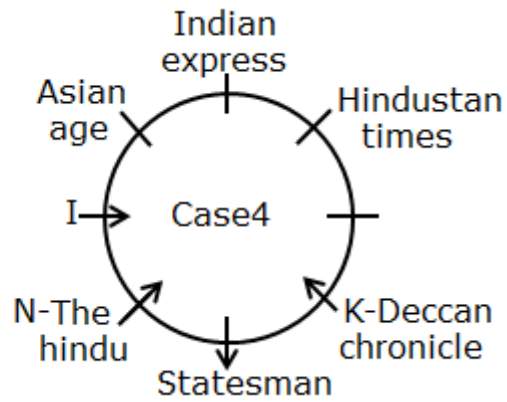 Indian
express
Asian
age
Hindustan
times
I
Case4
N-The
hindu
K-Deccan
chronicle
Statesman